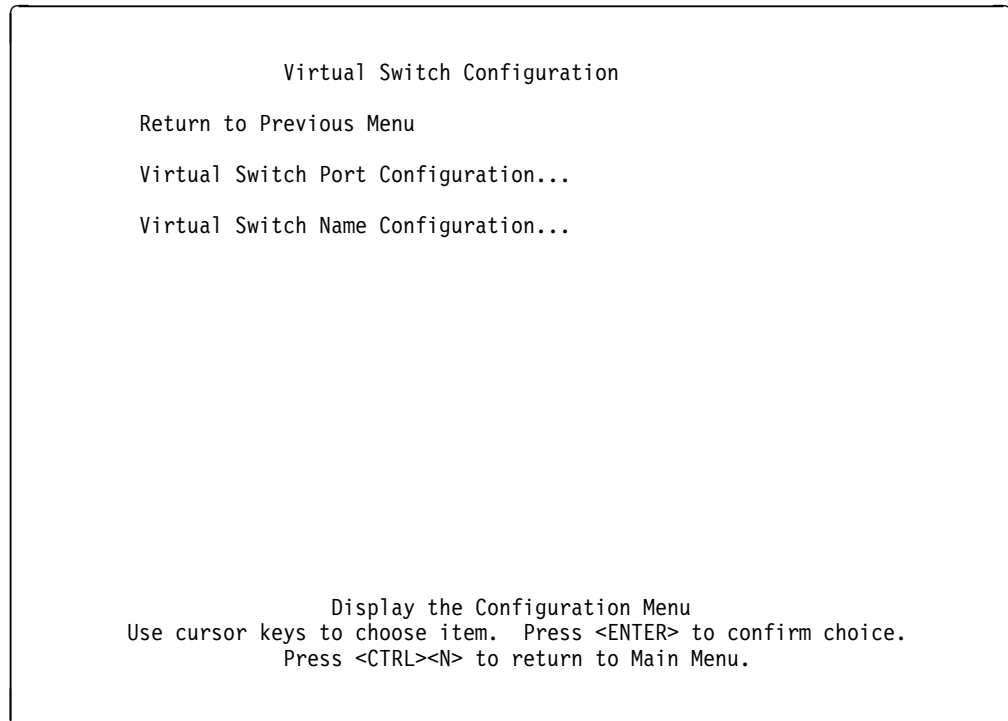 Virtual Switch Configuration
Return to Previous Menu
Virtual Switch Port Configuration...
Virtual Switch Name Configuration...
Display the Configuration Menu
Use cursor keys to choose item.  Press <ENTER> to confirm choice.
Press <CTRL><N> to return to Main Menu.